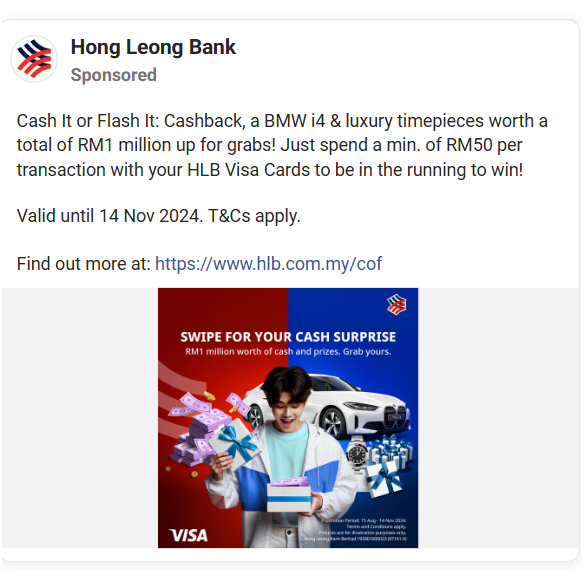 Hong Leong Bank
Sponsored
Cash It or Flash It: Cashback, a BMW i4 & luxury timepieces worth a
total of RM1 million up for grabs! Just spend a min. of RM50 per
transaction with your HLB Visa Cards to be in the running to win!
Valid until 14 Nov 2024. T&Cs apply.
Find out more at: https://www.hlb.com.my/cof
SWIPE FOR YOUR CASH SURPRISE
RM1 million worth of cash and prizes. Grab yours.
VISA
Promotion Period: 15 Aug - 14 Nov 2024.
Terms and Conditions apply.
Pictures are for illustration purposes only.
Hong Leong Bank Berhad 193401000023 (97141-X)